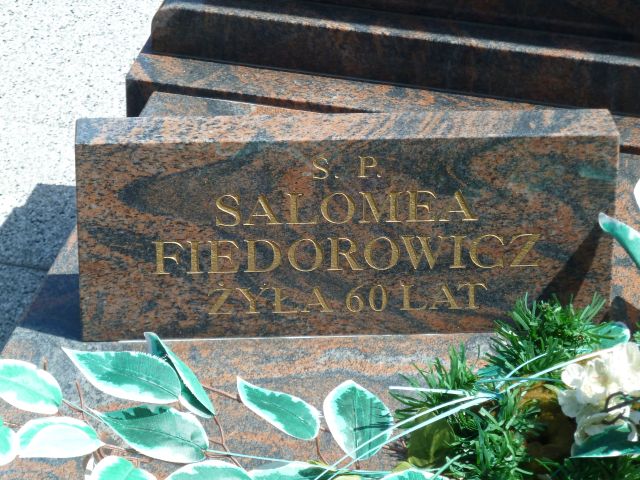 Ś. P.
SALOMEA
FIEDOROWICZ
ŻYŁA 60 LAT